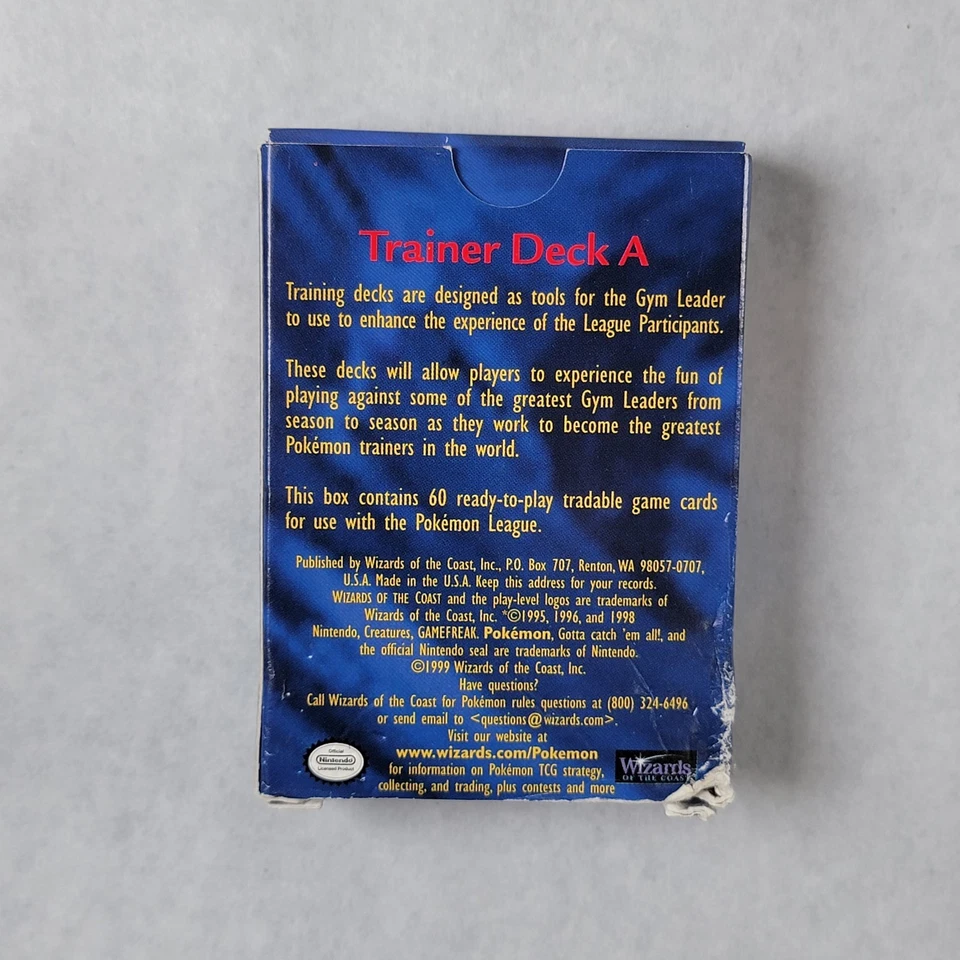 Trainer Deck A
Training decks are designed as tools for the Gym Leader
to use to enhance the experience of the League Participants.
These decks will allow players to experience the fun of
playing against some of the greatest Gym Leaders from
season to season as they work to become the greatest
Pokémon trainers in the world.
This box contains 60 ready-to-play tradable game cards
for use with the Pokémon League.
Published by Wizards of the Coast, Inc., P.O. Box 707, Renton, WA 98057-0707,
U.S.A. Made in the U.S.A. Keep this address for your records.
WIZARDS OF THE COAST and the play-level logos are trademarks of
Wizards of the Coast, Inc. *©1995, 1996, and 1998
Nintendo, Creatures, GAMEFREAK. Pokémon, Gotta catch 'em all!, and
the official Nintendo seal are trademarks of Nintendo.
©1999 Wizards of the Coast, Inc.
Have questions?
Call Wizards of the Coast for Pokémon rules questions at (800) 324-6496
or send email to <questions@wizards.com>.
Visit our website at
www.wizards.com/Pokemon
for information on Pokémon TCG strategy,
collecting, and trading, plus contests and more
Official
Nintendo
Licensed Product
Wizards
OF THE COAST